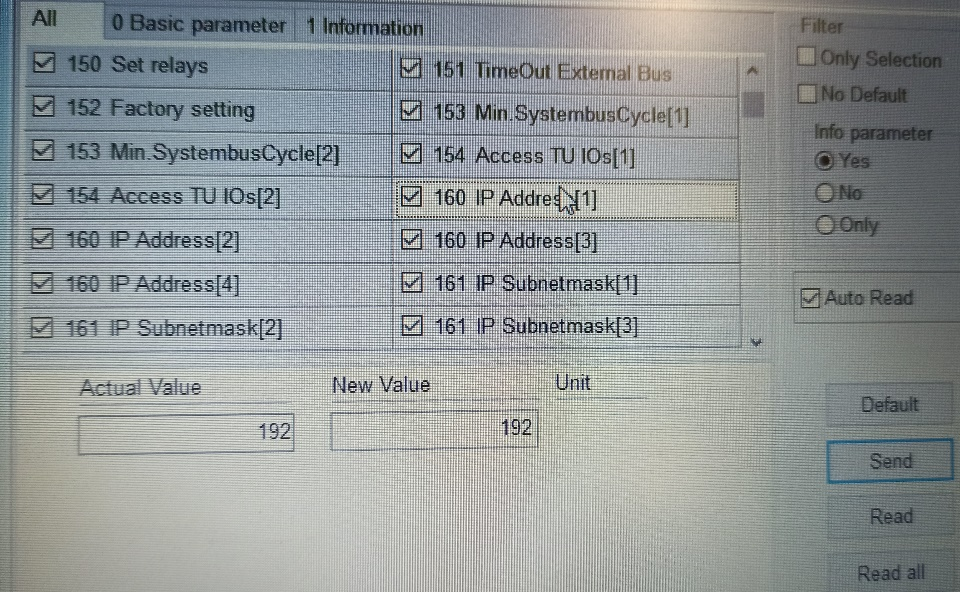 All 0 Basic parameter 1 Information
150 Set relays
151 TimeOut External Bus
152 Factory setting
153 Min.SystembusCycle[1]
153 Min.SystembusCycle[2]
154 Access TU IOs[1]
154 Access TU IOs[2]
160 IP Address[1]
160 IP Address[2]
160 IP Address[3]
160 IP Address[4]
161 IP Subnetmask[1]
161 IP Subnetmask[2]
161 IP Subnetmask[3]
Actual Value New Value Unit
192 192
Filter
Only Selection
No Default
Info parameter
Yes
No
Only
Auto Read
Default
Send
Read
Read all